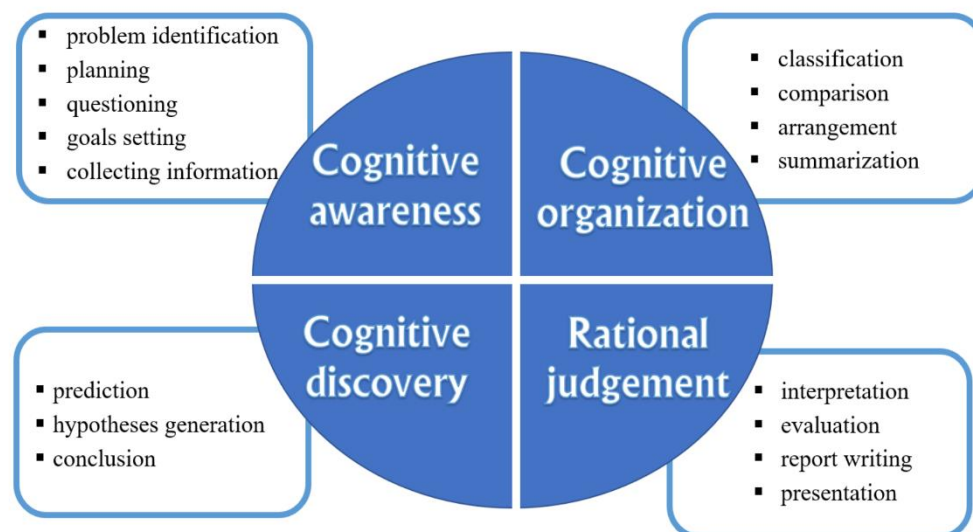 problem identification
planning
questioning
goals setting
collecting information
Cognitive
awareness
classification
comparison
arrangement
summarization
Cognitive
organization
prediction
hypotheses generation
conclusion
Cognitive
discovery
interpretation
evaluation
report writing
presentation
Rational
judgement